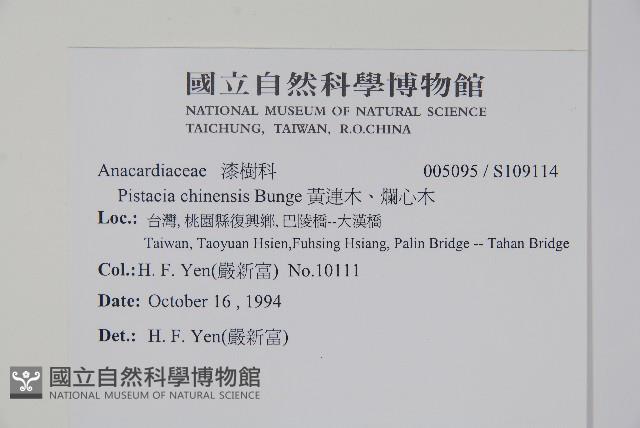 國立自然科學博物館
NATIONAL MUSEUM OF NATURAL SCIENCE
TAICHUNG, TAIWAN, R.O.CHINA
Anacardiaceae 漆樹科 005095 / S109114
Pistacia chinensis Bunge 黃連木、爛心木
Loc.: 台灣, 桃園縣復興鄉, 巴陵橋--大漢橋
Taiwan, Taoyuan Hsien,Fuhsing Hsiang, Palin Bridge -- Tahan Bridge
Col.: H. F. Yen(嚴新富) No.10111
Date: October 16 , 1994
Det.: H. F. Yen(嚴新富)
國立自然科學博物館
NATIONAL MUSEUM OF NATURAL SCIENCE